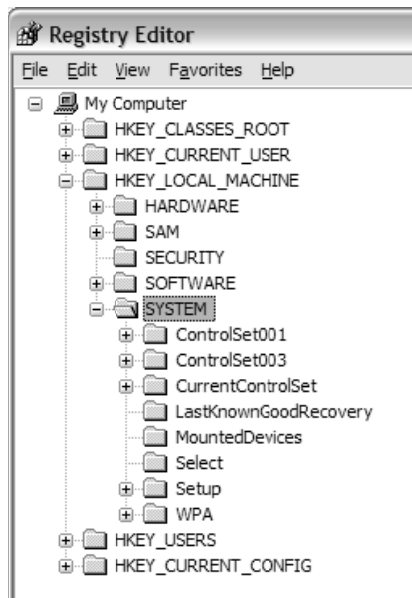 Registry Editor
File Edit View Favorites Help
My Computer
HKEY_CLASSES_ROOT
HKEY_CURRENT_USER
HKEY_LOCAL_MACHINE
HARDWARE
SAM
SECURITY
SOFTWARE
SYSTEM
ControlSet001
ControlSet003
CurrentControlSet
LastKnownGoodRecovery
MountedDevices
Select
Setup
WPA
HKEY_USERS
HKEY_CURRENT_CONFIG